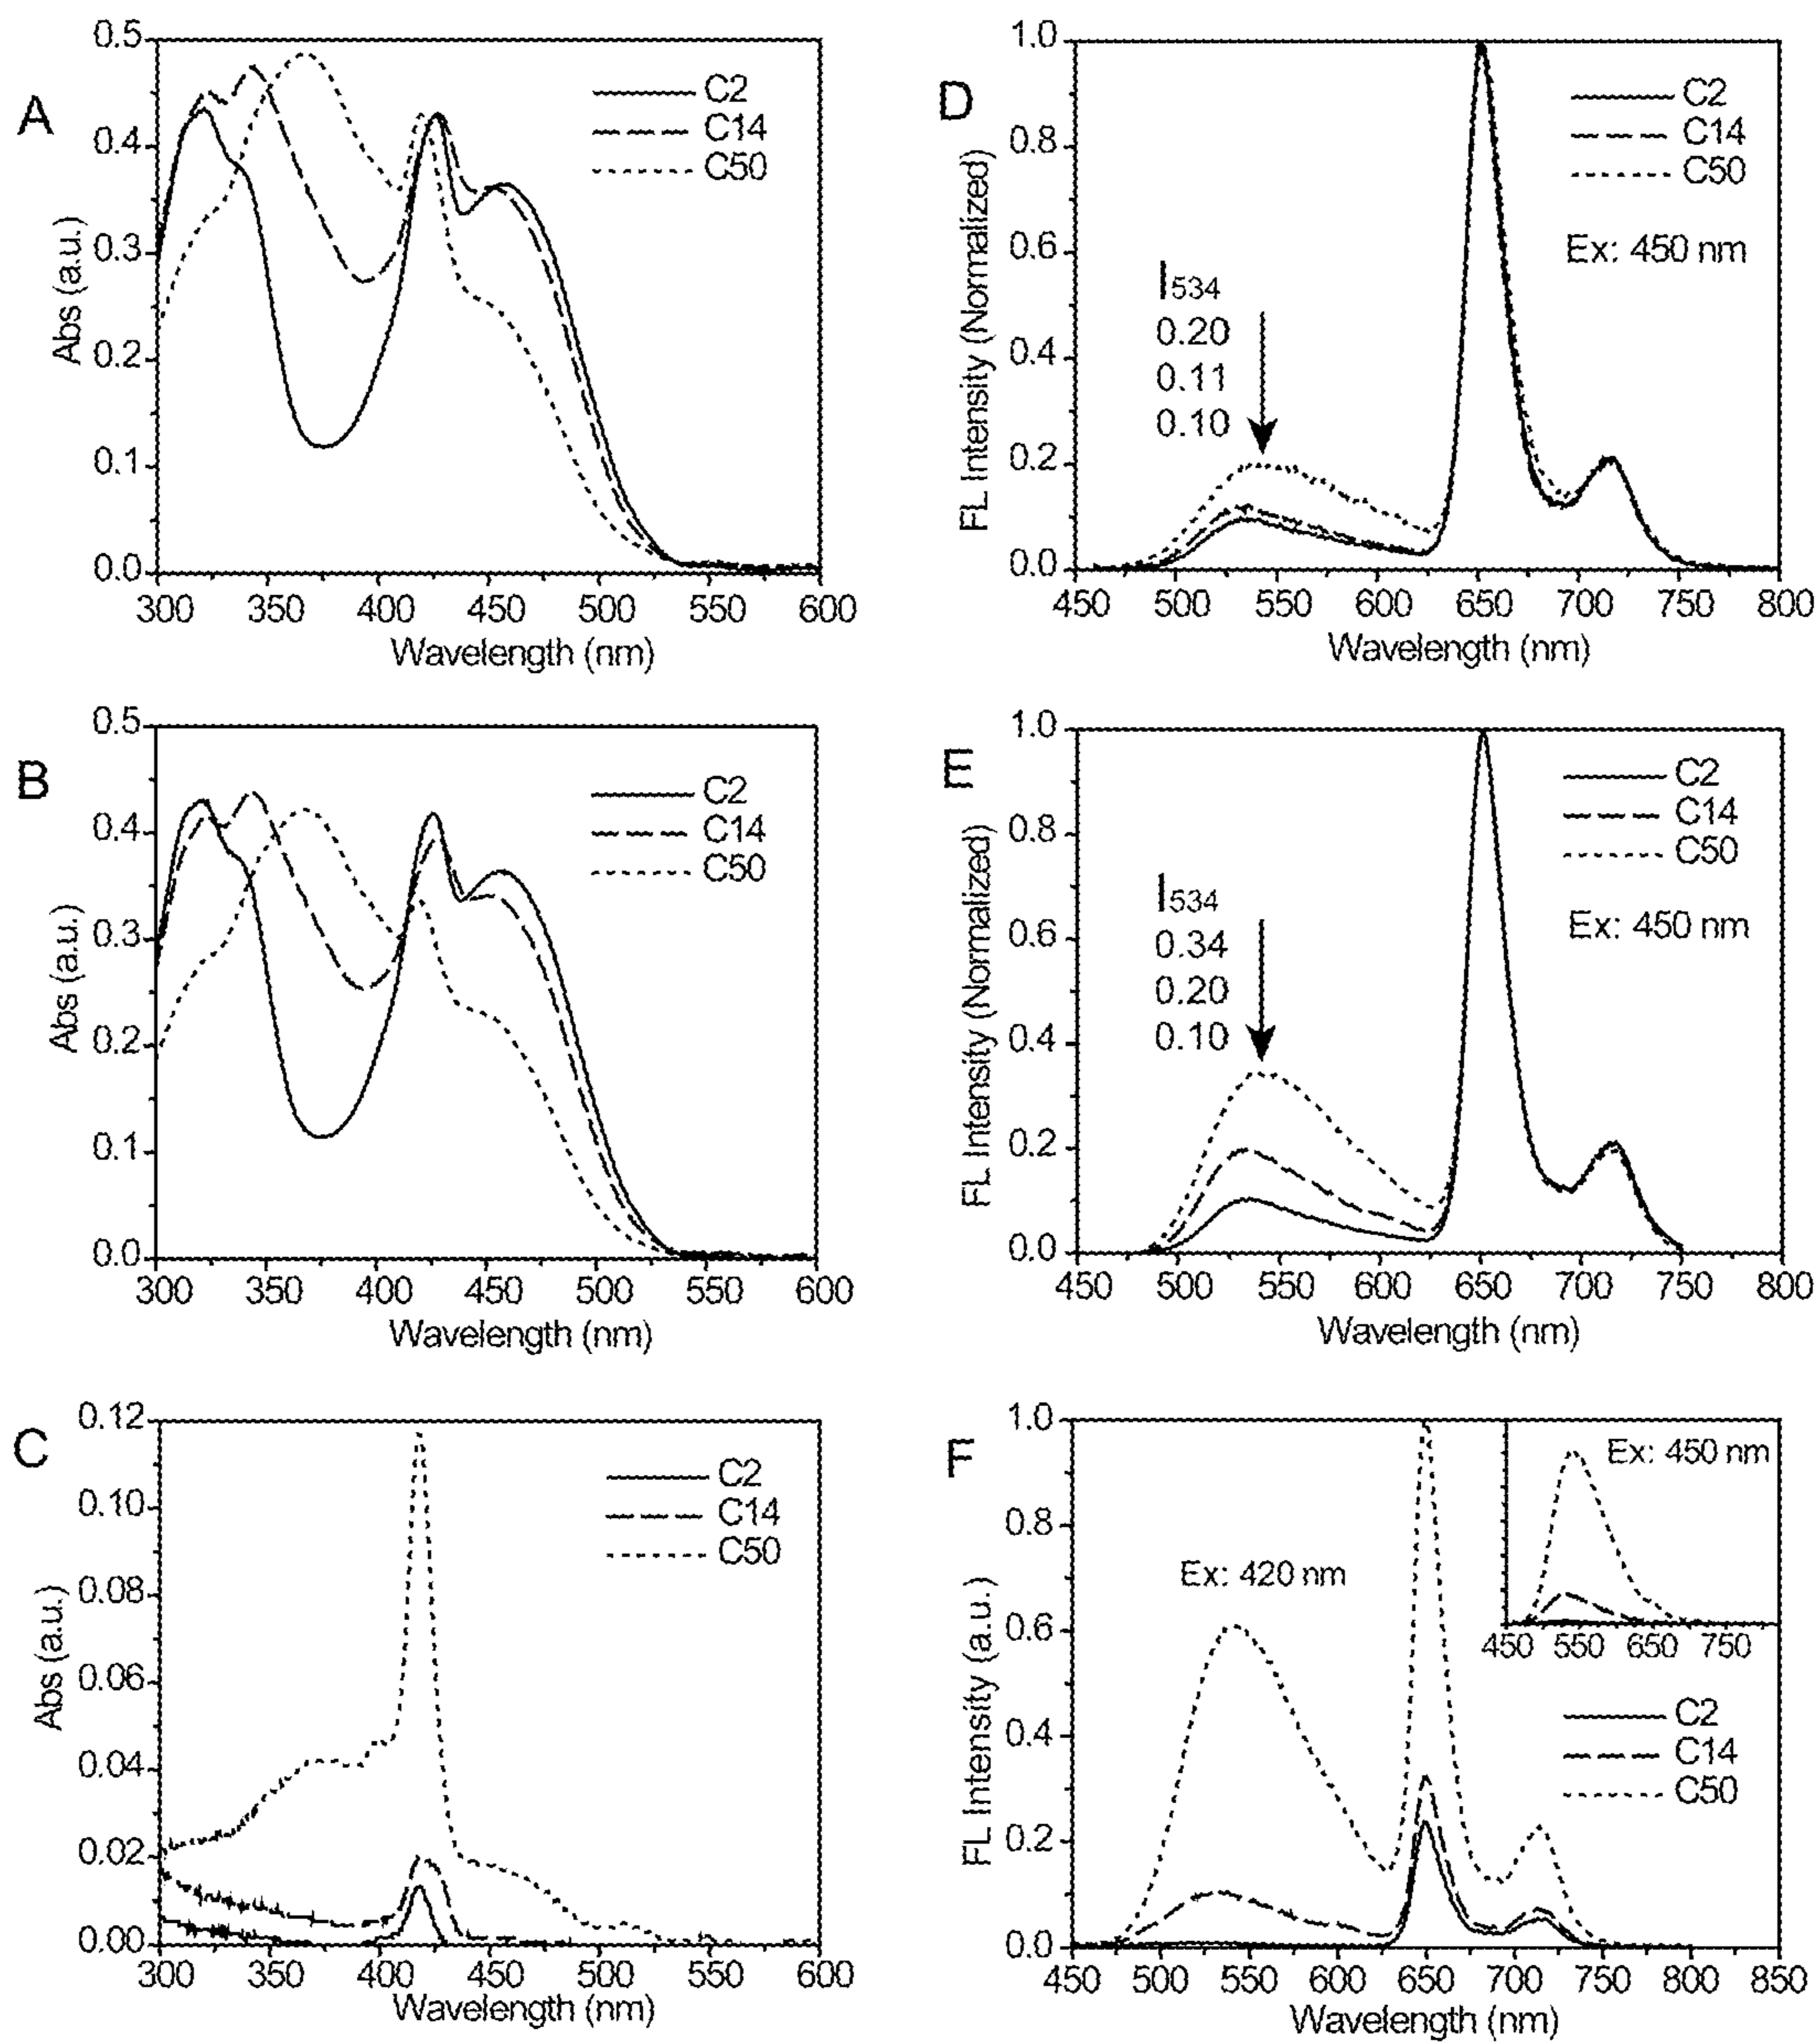 A
0.5
0.4
0.3
0.2
0.1
0.0
Abs (a.u.)
C2
C14
C50
300 350 400 450 500 550 600
Wavelength (nm)
D
1.0
0.8
0.6
0.4
0.2
0.0
FL Intensity (Normalized)
C2
C14
C50
Ex: 450 nm
I534
0.20
0.11
0.10
450 500 550 600 650 700 750 800
Wavelength (nm)
B
0.5
0.4
0.3
0.2
0.1
0.0
Abs (a.u.)
C2
C14
C50
300 350 400 450 500 550 600
Wavelength (nm)
E
1.0
0.8
0.6
0.4
0.2
0.0
FL Intensity (Normalized)
C2
C14
C50
Ex: 450 nm
I534
0.34
0.20
0.10
450 500 550 600 650 700 750 800
Wavelength (nm)
C
0.12
0.10
0.08
0.06
0.04
0.02
0.00
Abs (a.u.)
C2
C14
C50
300 350 400 450 500 550 600
Wavelength (nm)
F
1.0
0.8
0.6
0.4
0.2
0.0
FL Intensity (a.u.)
Ex: 420 nm
Ex: 450 nm
450 550 650 750
C2
C14
C50
450 500 550 600 650 700 750 800 850
Wavelength (nm)